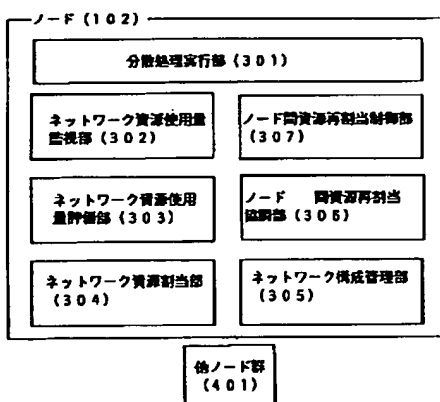 ノード(102)
分散処理実行部(301)
ネットワーク資源使用量
監視部(302)
ノード間資源再割当制御部
(307)
ネットワーク資源使用
量評価部(303)
ノード　間資源再割当
協調部(306)
ネットワーク資源割当部
(304)
ネットワーク構成管理部
(305)
他ノード群
(401)